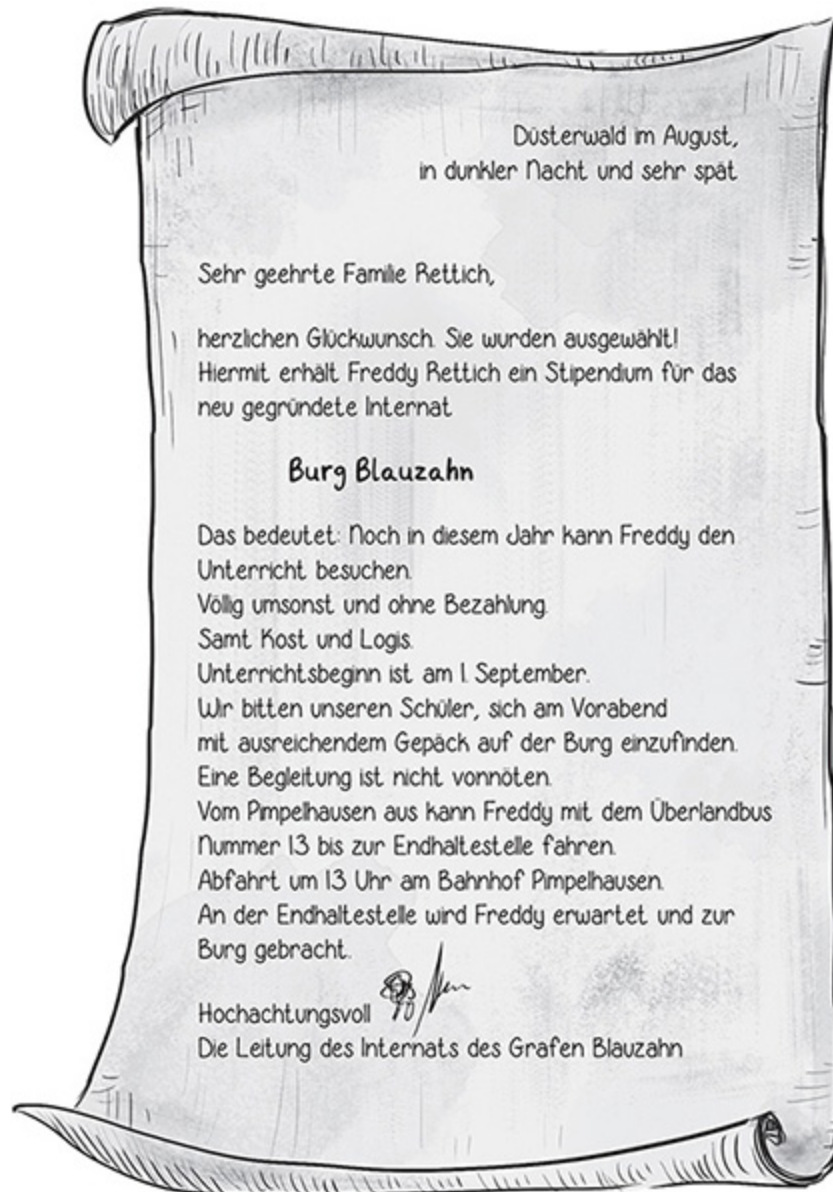 Düsterwald im August,
in dunkler Nacht und sehr spät
Sehr geehrte Familie Rettich,
herzlichen Glückwunsch. Sie wurden ausgewählt!
Hiermit erhält Freddy Rettich ein Stipendium für das
neu gegründete Internat
Burg Blauzahn
Das bedeutet: Noch in diesem Jahr kann Freddy den
Unterricht besuchen.
Völlig umsonst und ohne Bezahlung.
Samt Kost und Logis.
Unterrichtsbeginn ist am 1. September.
Wir bitten unseren Schüler, sich am Vorabend
mit ausreichendem Gepäck auf der Burg einzufinden.
Eine Begleitung ist nicht vonnöten.
Vom Pimpelhausen aus kann Freddy mit dem Überlandbus
Nummer 13 bis zur Endhaltestelle fahren.
Abfahrt um 13 Uhr am Bahnhof Pimpelhausen.
An der Endhaltestelle wird Freddy erwartet und zur
Burg gebracht.
Hochachtungsvoll
Die Leitung des Internats des Grafen Blauzahn